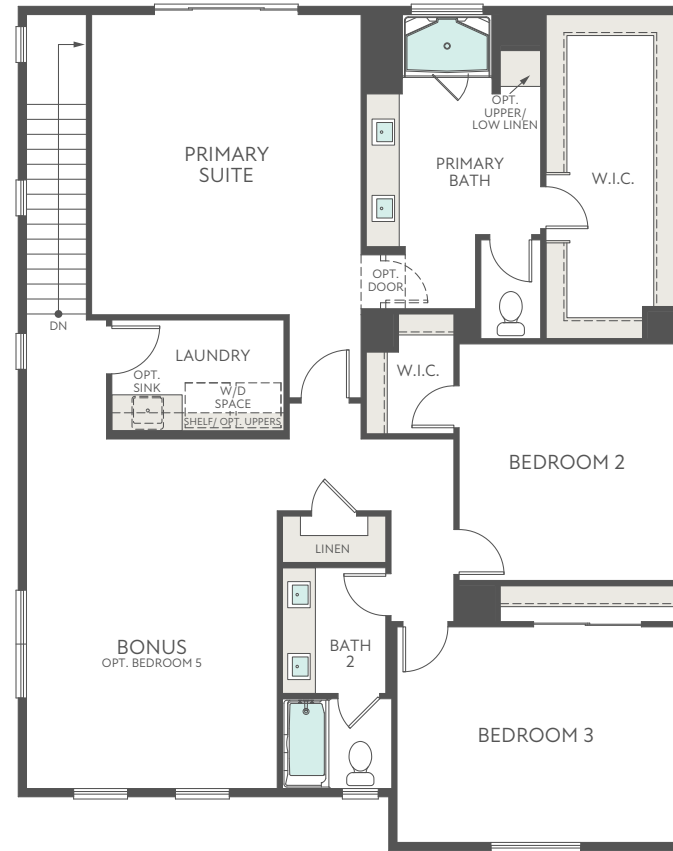 PRIMARY
SUITE
OPT.
UPPER/
LOW LINEN
PRIMARY
BATH
W.I.C.
OPT.
DOOR
DN
LAUNDRY
OPT.
SINK
W/D
SPACE
SHELF/ OPT. UPPERS
W.I.C.
BEDROOM 2
LINEN
BONUS
OPT. BEDROOM 5
BATH
2
BEDROOM 3